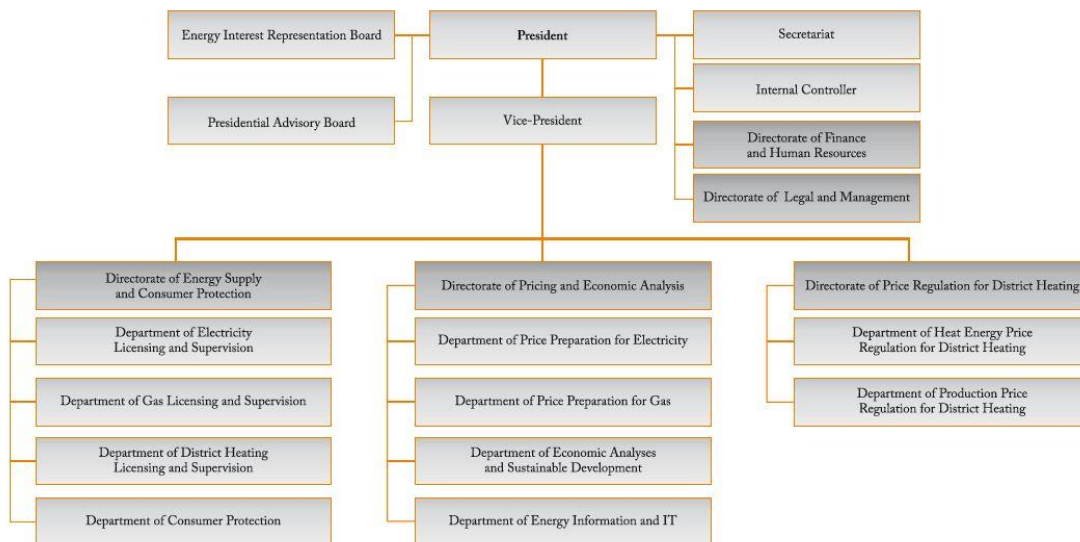 Energy Interest Representation Board
President
Secretariat
Internal Controller
Presidential Advisory Board
Vice-President
Directorate of Finance
and Human Resources
Directorate of Legal and Management
Directorate of Energy Supply
and Consumer Protection
Department of Electricity
Licensing and Supervision
Department of Gas Licensing and Supervision
Department of District Heating
Licensing and Supervision
Department of Consumer Protection
Directorate of Pricing and Economic Analysis
Department of Price Preparation for Electricity
Department of Price Preparation for Gas
Department of Economic Analyses
and Sustainable Development
Department of Energy Information and IT
Directorate of Price Regulation for District Heating
Department of Heat Energy Price
Regulation for District Heating
Department of Production Price
Regulation for District Heating